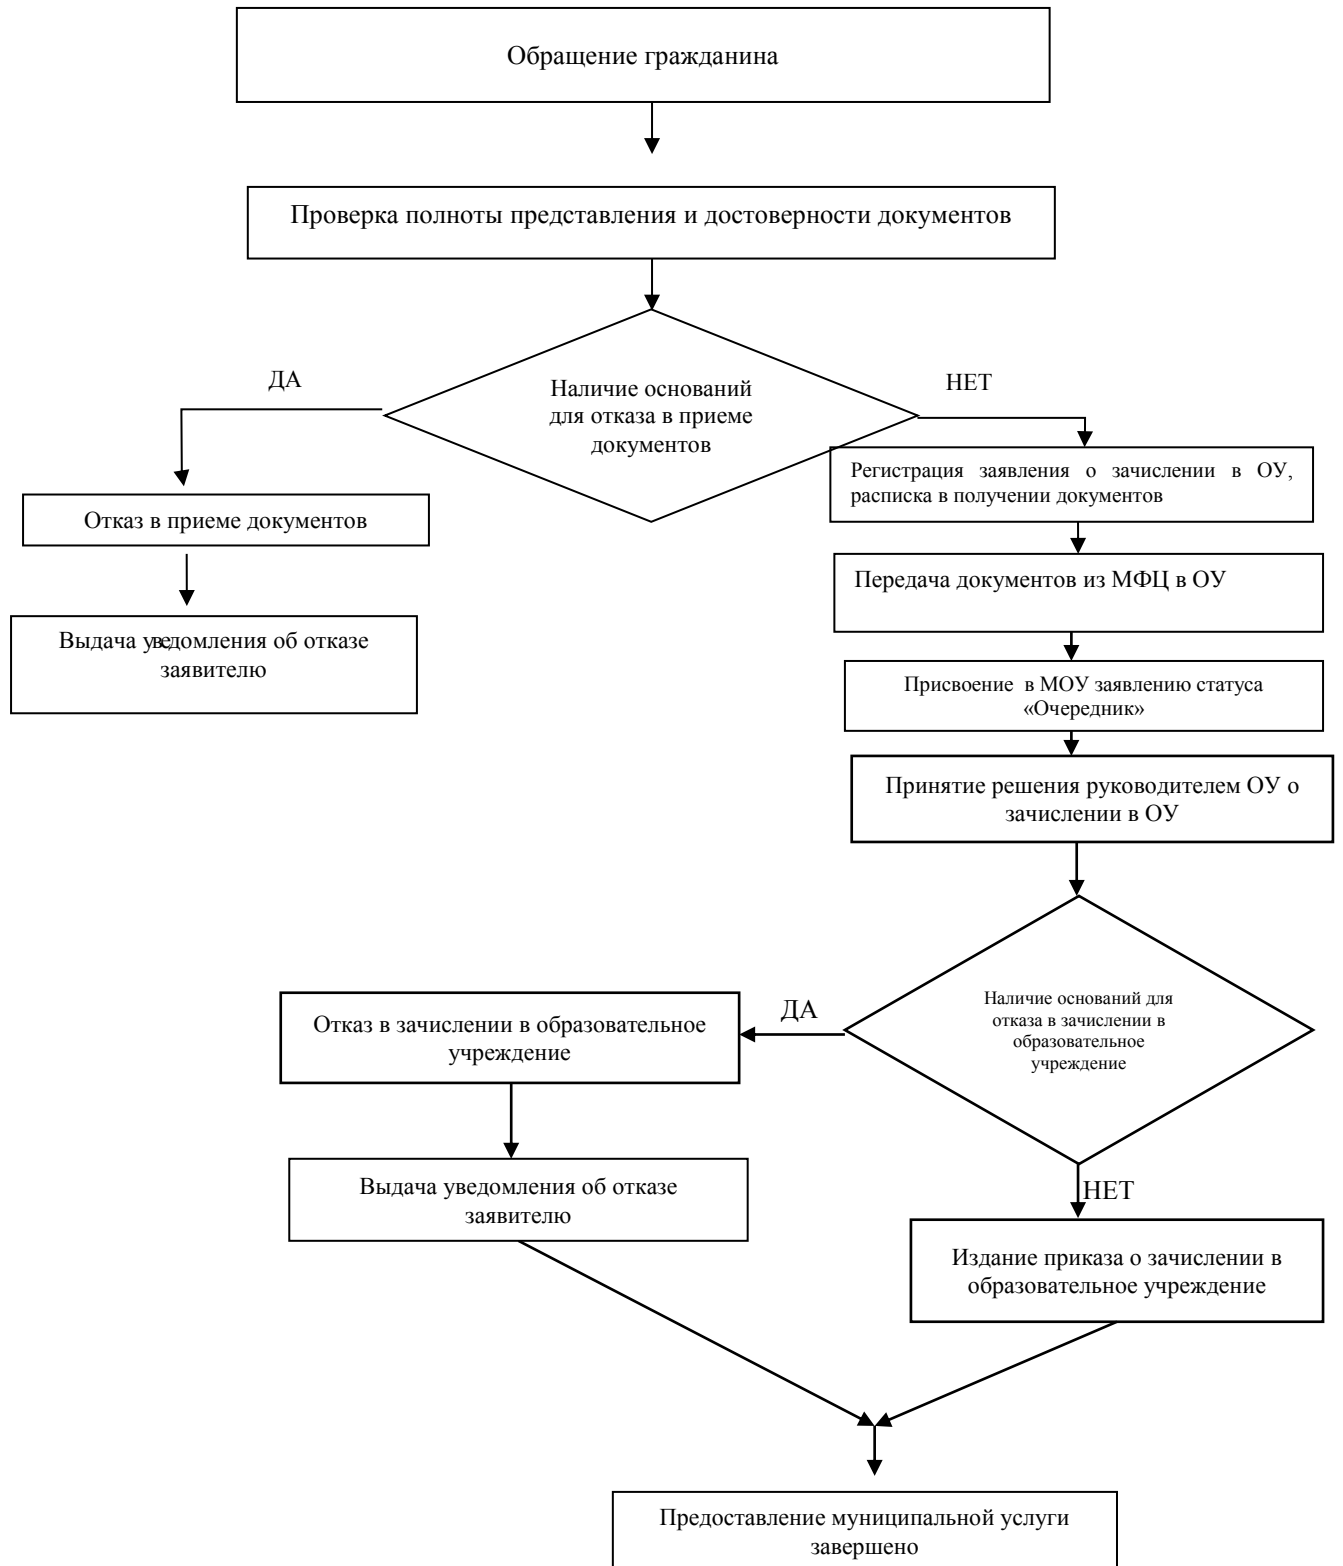 Обращение гражданина
Проверка полноты представления и достоверности документов
ДА
Наличие оснований
для отказа в приеме
документов
НЕТ
Отказ в приеме документов
Выдача уведомления об отказе
заявителю
Регистрация заявления о зачислении в ОУ,
расписка в получении документов
Передача документов из МФЦ в ОУ
Присвоение в МОУ заявлению статуса
«Очередник»
Принятие решения руководителем ОУ о
зачислении в ОУ
Наличие оснований для
отказа в зачислении в
образовательное
учреждение
ДА
Отказ в зачислении в образовательное
учреждение
Выдача уведомления об отказе
заявителю
НЕТ
Издание приказа о зачислении в
образовательное учреждение
Предоставление муниципальной услуги
завершено